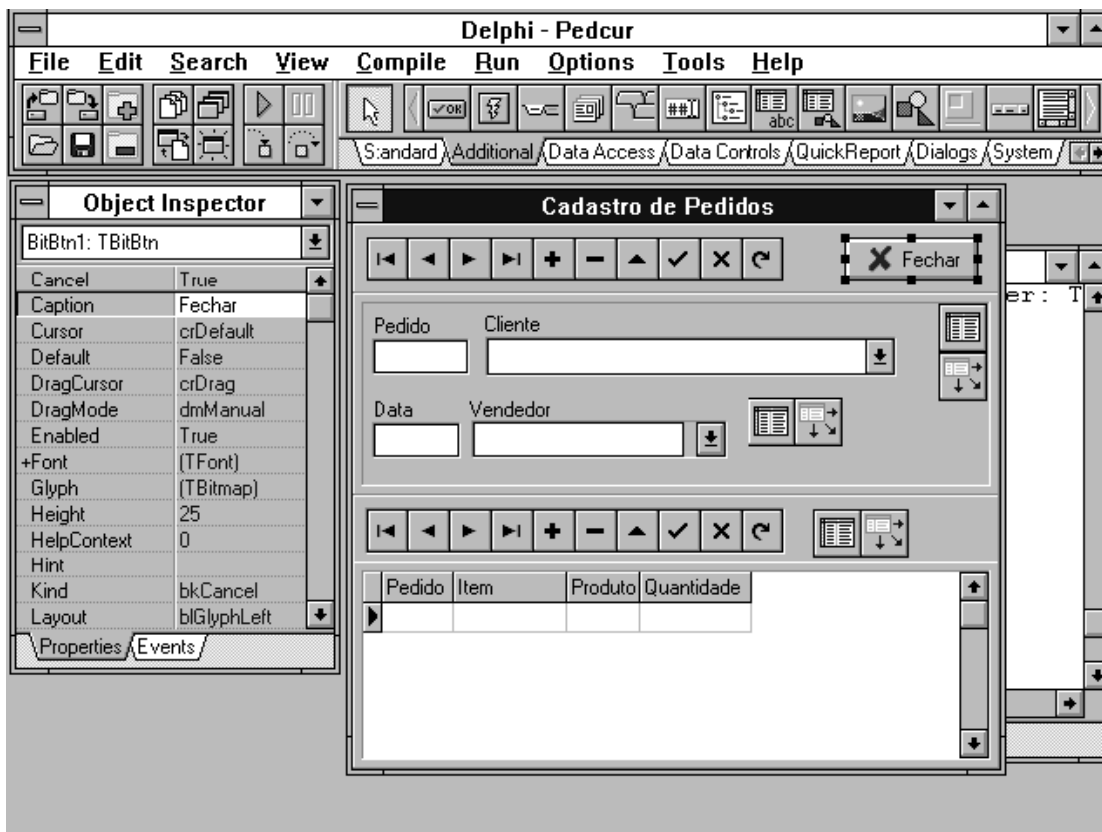 Delphi - Pedcur
File Edit Search View Compile Run Options Tools Help
OK ##I abc
S:andard Additional Data Access Data Controls QuickReport Dialogs System
Object Inspector
BitBtn1: TBitBtn
Cancel True
Caption Fechar
Cursor crDefault
Default False
DragCursor crDrag
DragMode dmManual
Enabled True
+Font (TFont)
Glyph (TBitmap)
Height 25
HelpContext 0
Hint
Kind bkCancel
Layout blGlyphLeft
Properties Events
Cadastro de Pedidos
Fechar
er: T
Pedido Cliente
Data Vendedor
Pedido Item Produto Quantidade